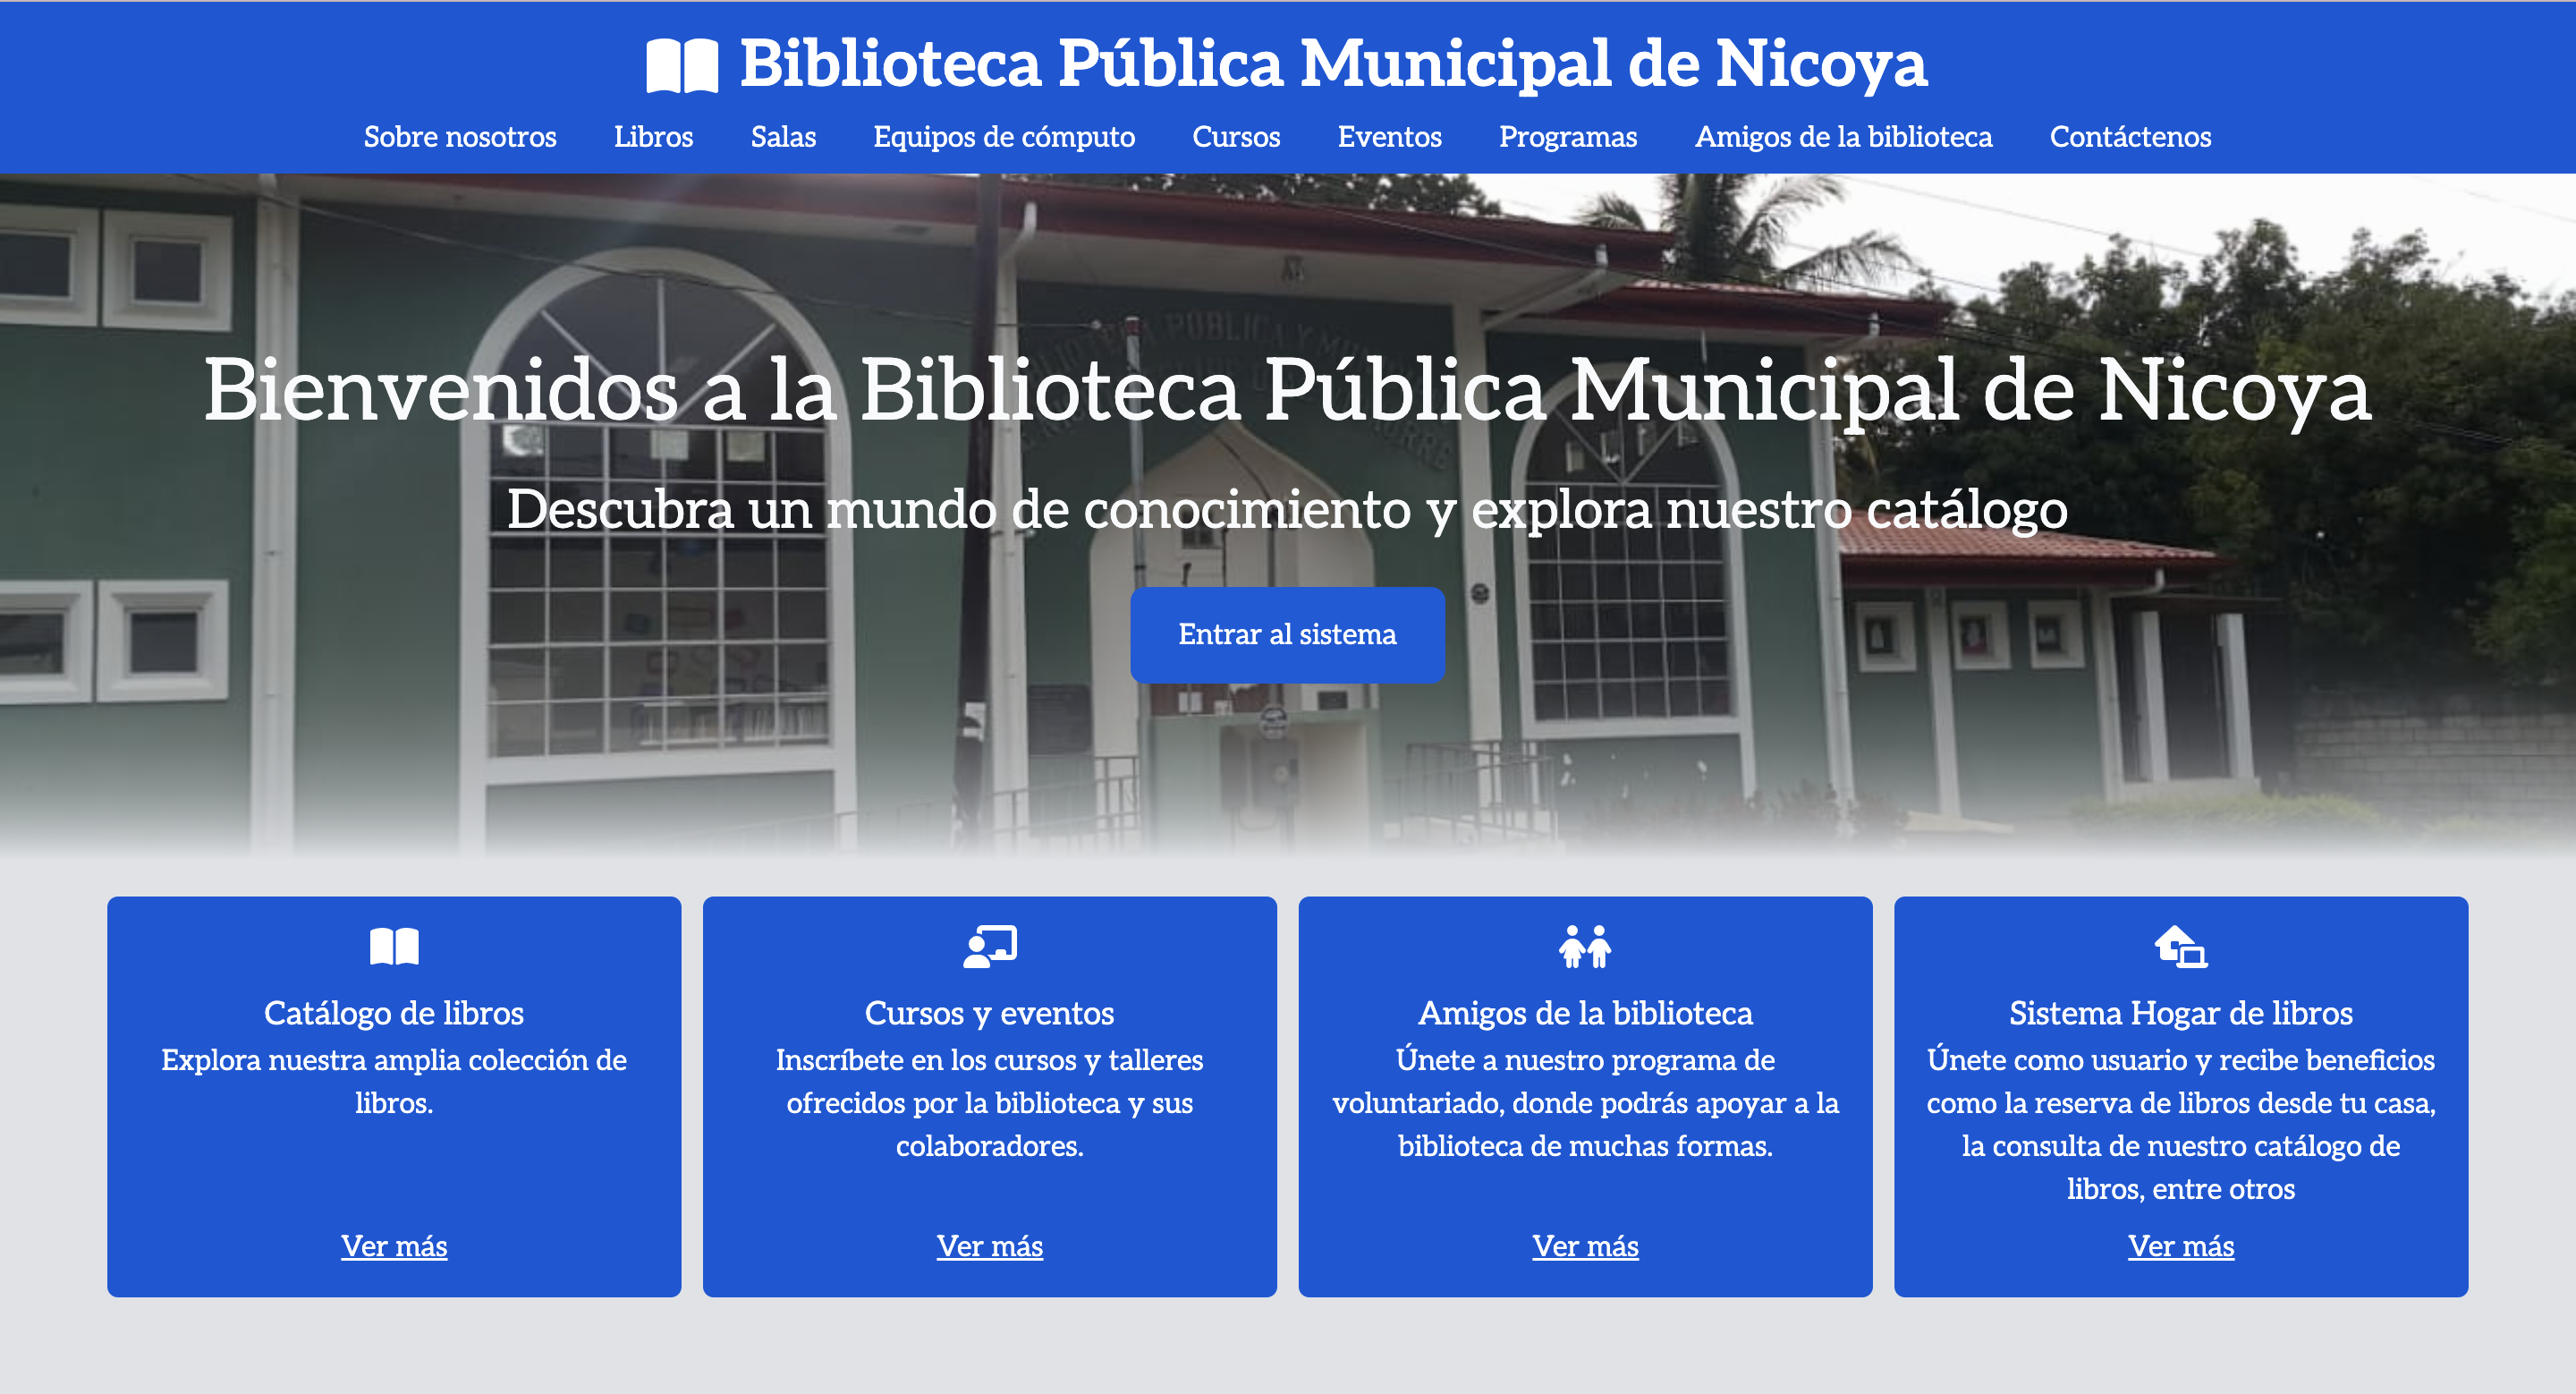 Biblioteca Pública Municipal de Nicoya
Sobre nosotros Libros Salas Equipos de cómputo Cursos Eventos Programas Amigos de la biblioteca Contáctenos
PÚBLICA Y
Bienvenidos a la Biblioteca Pública Municipal de Nicoya
Descubra un mundo de conocimiento y explora nuestro catálogo
Entrar al sistema
Catálogo de libros
Explora nuestra amplia colección de
libros.
Ver más
Cursos y eventos
Inscríbete en los cursos y talleres
ofrecidos por la biblioteca y sus
colaboradores.
Ver más
Amigos de la biblioteca
Únete a nuestro programa de
voluntariado, donde podrás apoyar a la
biblioteca de muchas formas.
Ver más
Sistema Hogar de libros
Únete como usuario y recibe beneficios
como la reserva de libros desde tu casa,
la consulta de nuestro catálogo de
libros, entre otros
Ver más